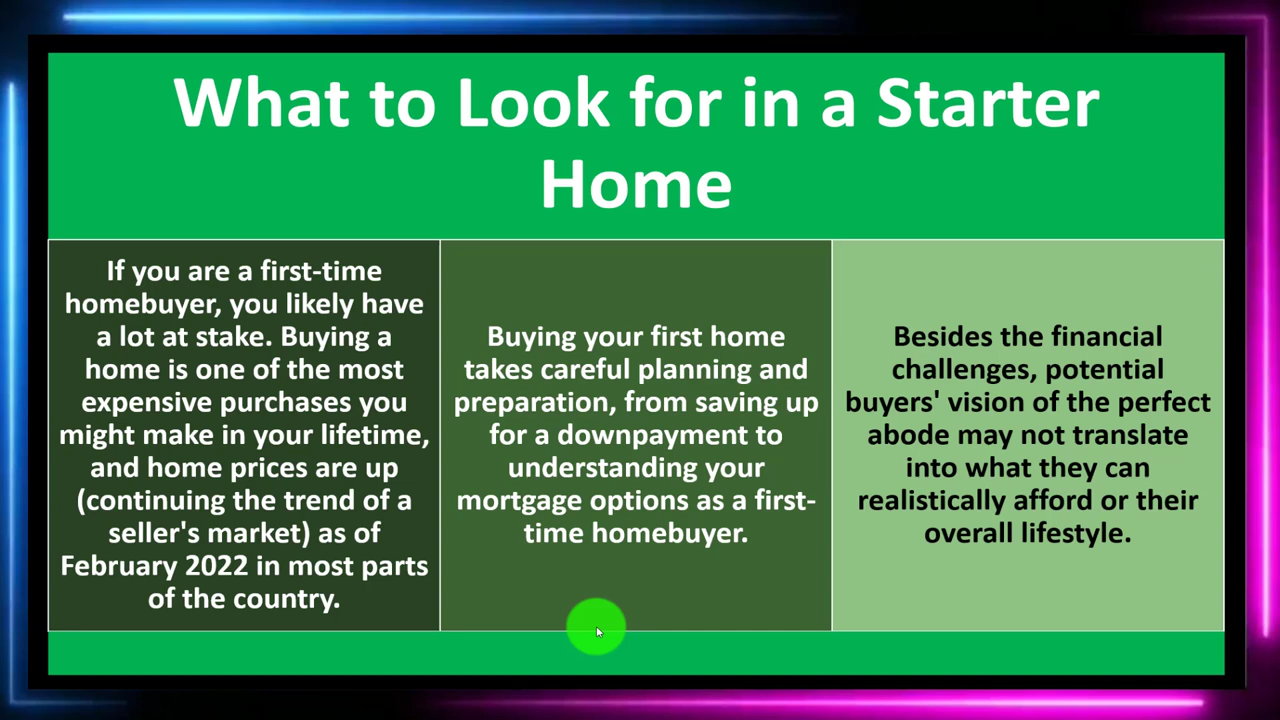 What to Look for in a Starter
Home
If you are a first-time
homebuyer, you likely have
a lot at stake. Buying a
home is one of the most
expensive purchases you
might make in your lifetime,
and home prices are up
(continuing the trend of a
seller's market) as of
February 2022 in most parts
of the country.
Buying your first home
takes careful planning and
preparation, from saving up
for a downpayment to
understanding your
mortgage options as a first-
time homebuyer.
Besides the financial
challenges, potential
buyers' vision of the perfect
abode may not translate
into what they can
realistically afford or their
overall lifestyle.